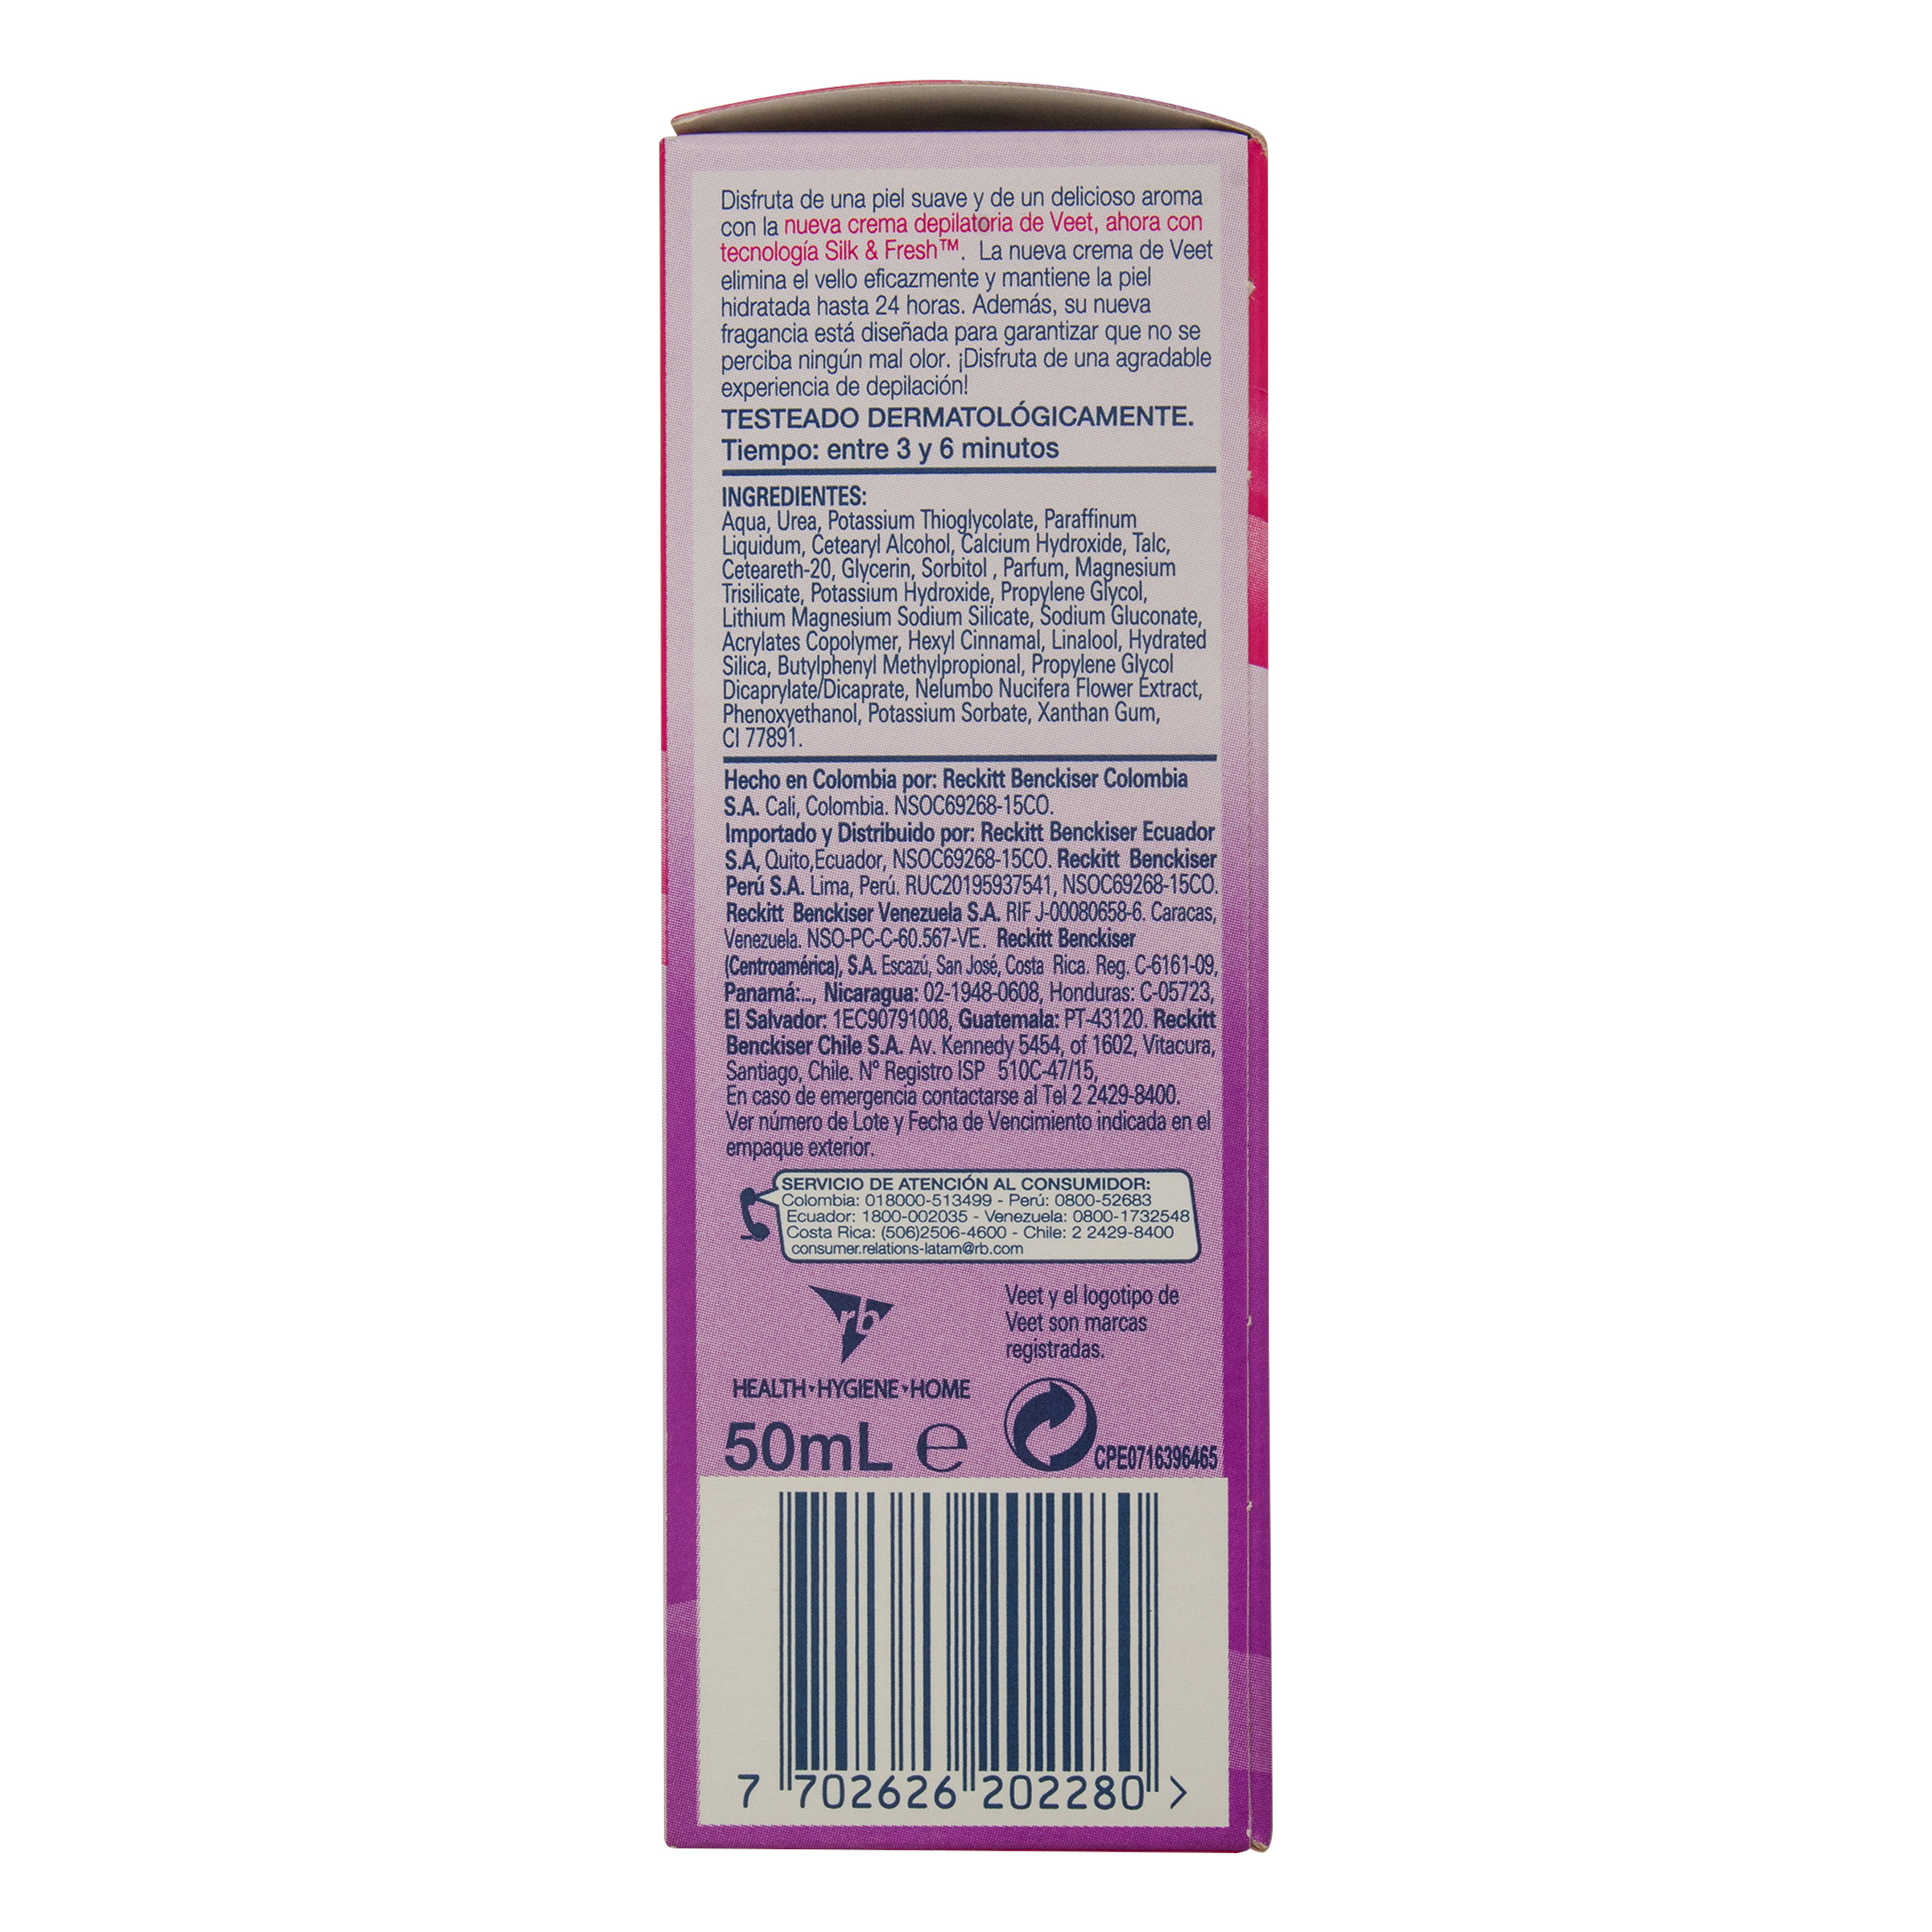 Disfruta de una piel suave y de un delicioso aroma
con la nueva crema depilatoria de Veet, ahora con
tecnología Silk & Fresh™. La nueva crema de Veet
elimina el vello eficazmente y mantiene la piel
hidratada hasta 24 horas. Además, su nueva
fragancia está diseñada para garantizar que no se
perciba ningún mal olor. ¡Disfruta de una agradable
experiencia de depilación!
TESTEADO DERMATOLÓGICAMENTE.
Tiempo: entre 3 y 6 minutos
INGREDIENTES:
Aqua, Urea, Potassium Thioglycolate, Paraffinum
Liquidum, Cetearyl Alcohol, Calcium Hydroxide, Talc,
Ceteareth-20, Glycerin, Sorbitol , Parfum, Magnesium
Trisilicate, Potassium Hydroxide, Propylene Glycol,
Lithium Magnesium Sodium Silicate, Sodium Gluconate,
Acrylates Copolymer, Hexyl Cinnamal, Linalool, Hydrated
Silica, Butylphenyl Methylpropional, Propylene Glycol
Dicaprylate/Dicaprate, Nelumbo Nucifera Flower Extract,
Phenoxyethanol, Potassium Sorbate, Xanthan Gum,
CI 77891.
Hecho en Colombia por: Reckitt Benckiser Colombia
S.A. Cali, Colombia. NSOC69268-15CO.
Importado y Distribuido por: Reckitt Benckiser Ecuador
S.A, Quito,Ecuador, NSOC69268-15CO. Reckitt Benckiser
Perú S.A. Lima, Perú. RUC20195937541, NSOC69268-15CO.
Reckitt Benckiser Venezuela S.A. RIF J-00080658-6. Caracas,
Venezuela. NSO-PC-C-60.567-VE. Reckitt Benckiser
(Centroamérica), S.A. Escazú, San José, Costa Rica. Reg. C-6161-09,
Panamá:..., Nicaragua: 02-1948-0608, Honduras: C-05723,
El Salvador: 1EC90791008, Guatemala: PT-43120. Reckitt
Benckiser Chile S.A. Av. Kennedy 5454, of 1602, Vitacura,
Santiago, Chile. N° Registro ISP 510C-47/15,
En caso de emergencia contactarse al Tel 2 2429-8400.
Ver número de Lote y Fecha de Vencimiento indicada en el
empaque exterior.
SERVICIO DE ATENCIÓN AL CONSUMIDOR:
Colombia: 018000-513499 - Perú: 0800-52683
Ecuador: 1800-002035 - Venezuela: 0800-1732548
Costa Rica: (506)2506-4600 - Chile: 2 2429-8400
consumer.relations-latam@rb.com
rb
HEALTH HYGIENE HOME
Veet y el logotipo de
Veet son marcas
registradas.
50mL e
CPE0716396465
7 702626 202280 >